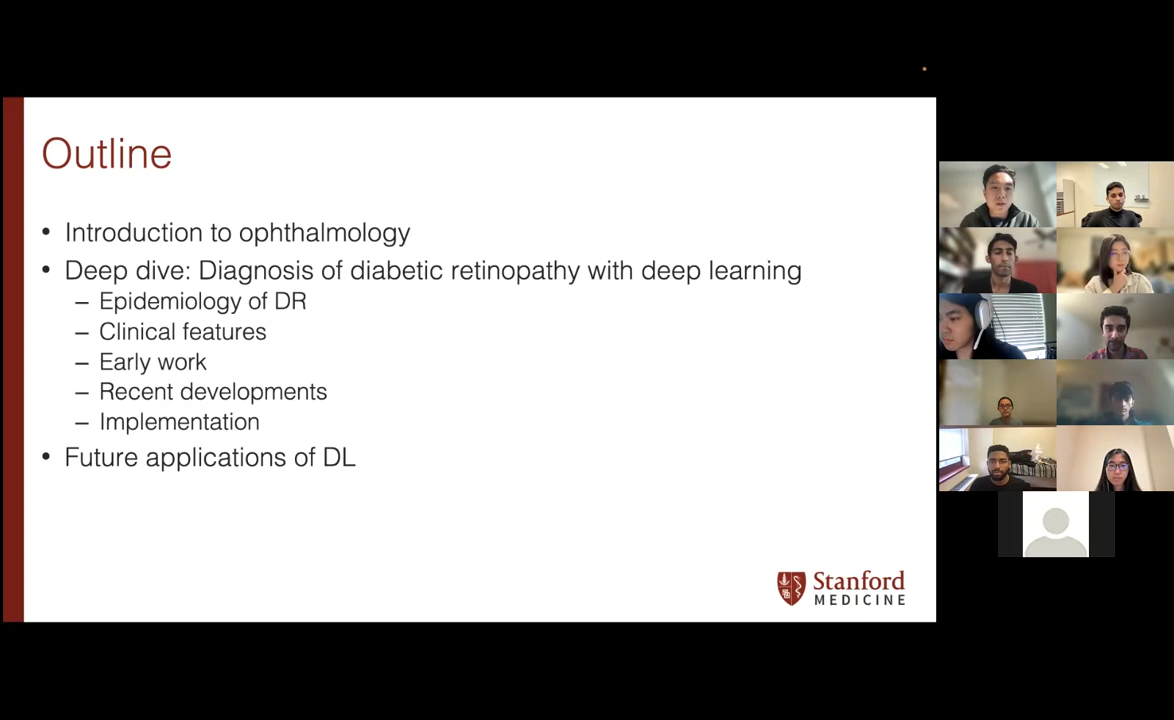 Outline
• Introduction to ophthalmology
• Deep dive: Diagnosis of diabetic retinopathy with deep learning
– Epidemiology of DR
– Clinical features
– Early work
– Recent developments
– Implementation
• Future applications of DL
Stanford
MEDICINE